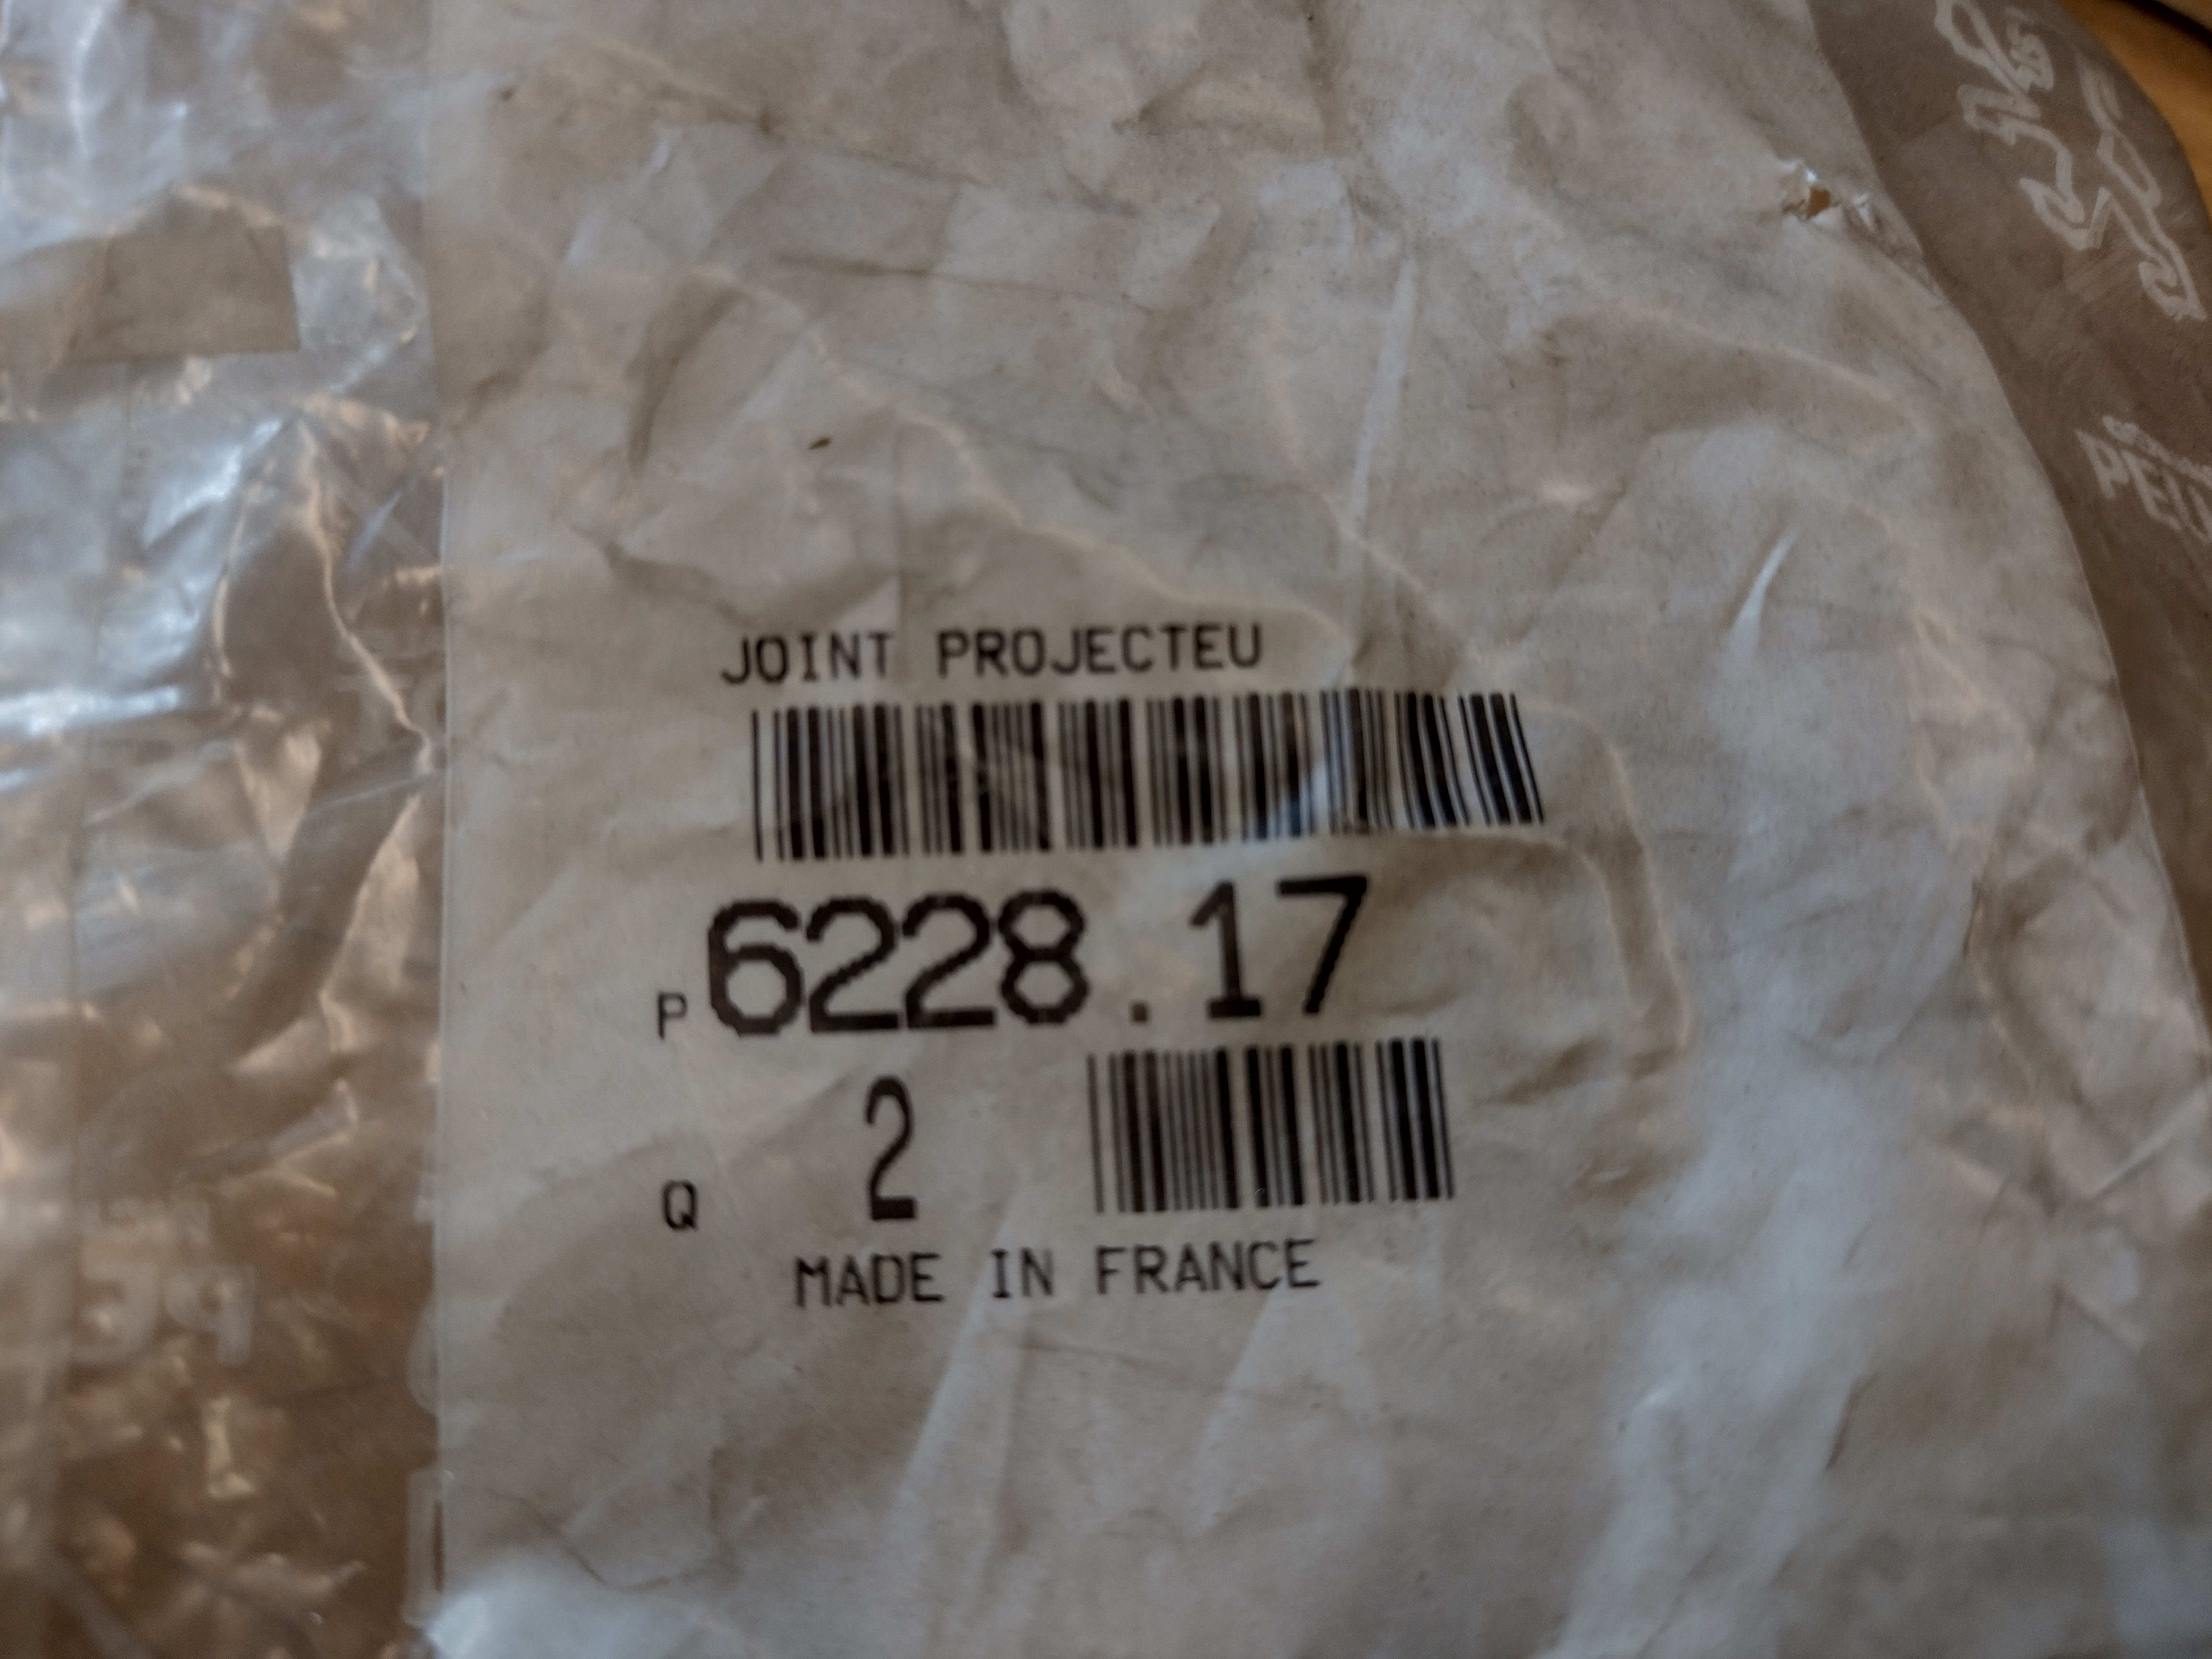 JOINT PROJECTEU
P 6228.17
Q 2
MADE IN FRANCE